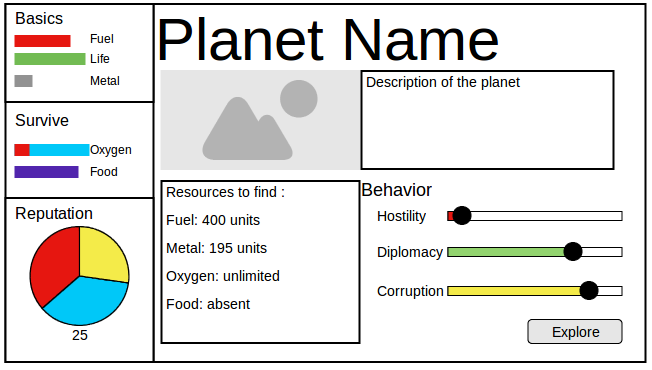 Basics
Fuel
Life
Metal
Survive
Oxygen
Food
Reputation
25
Planet Name
Description of the planet
Resources to find :
Fuel: 400 units
Metal: 195 units
Oxygen: unlimited
Food: absent
Behavior
Hostility
Diplomacy
Corruption
Explore